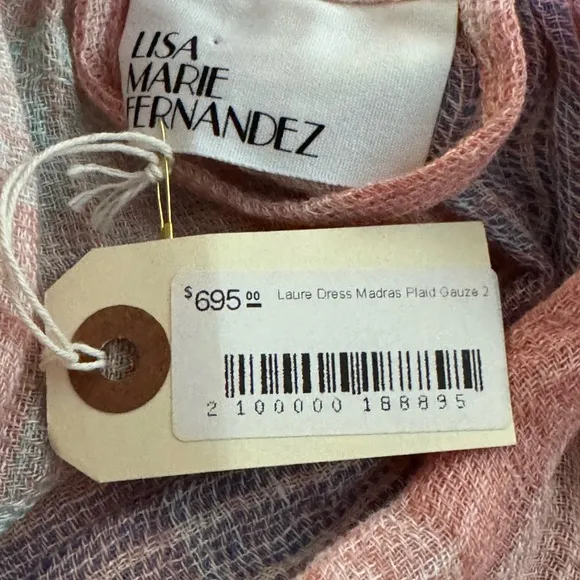 LISA
MARIE
FERNANDEZ
$695.00 Laure Dress Madras Plaid Gauze 2
2 100000 188895